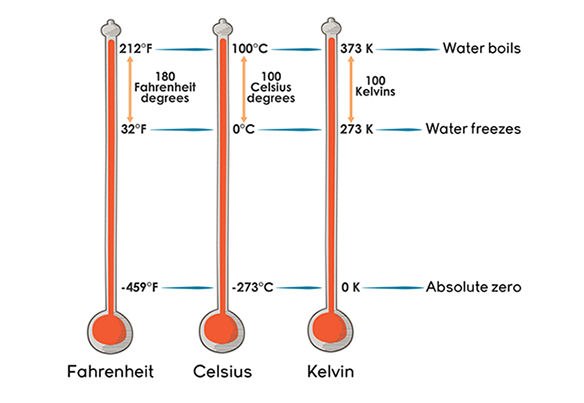 212°F 100°C 373 K Water boils
180
Fahrenheit
degrees
100
Celsius
degrees
100
Kelvins
32°F 0°C 273 K Water freezes
-459°F -273°C 0 K Absolute zero
Fahrenheit Celsius Kelvin